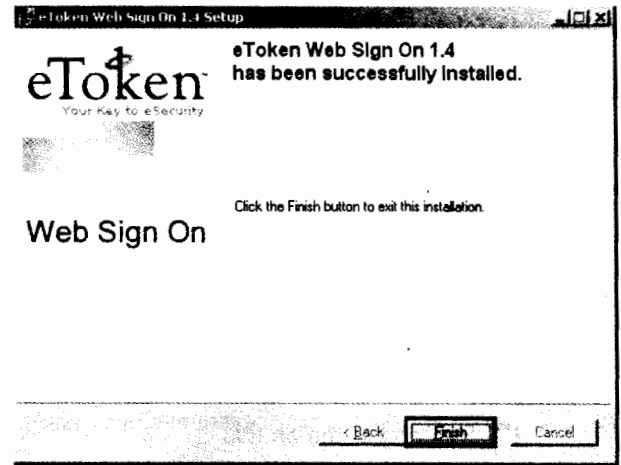 eToken Web Sign On 1.4 Setup
eToken
Your Key to eSecurity
eToken Web Sign On 1.4
has been successfully installed.
Click the Finish button to exit this installation.
Web Sign On
< Back
Finish
Cancel